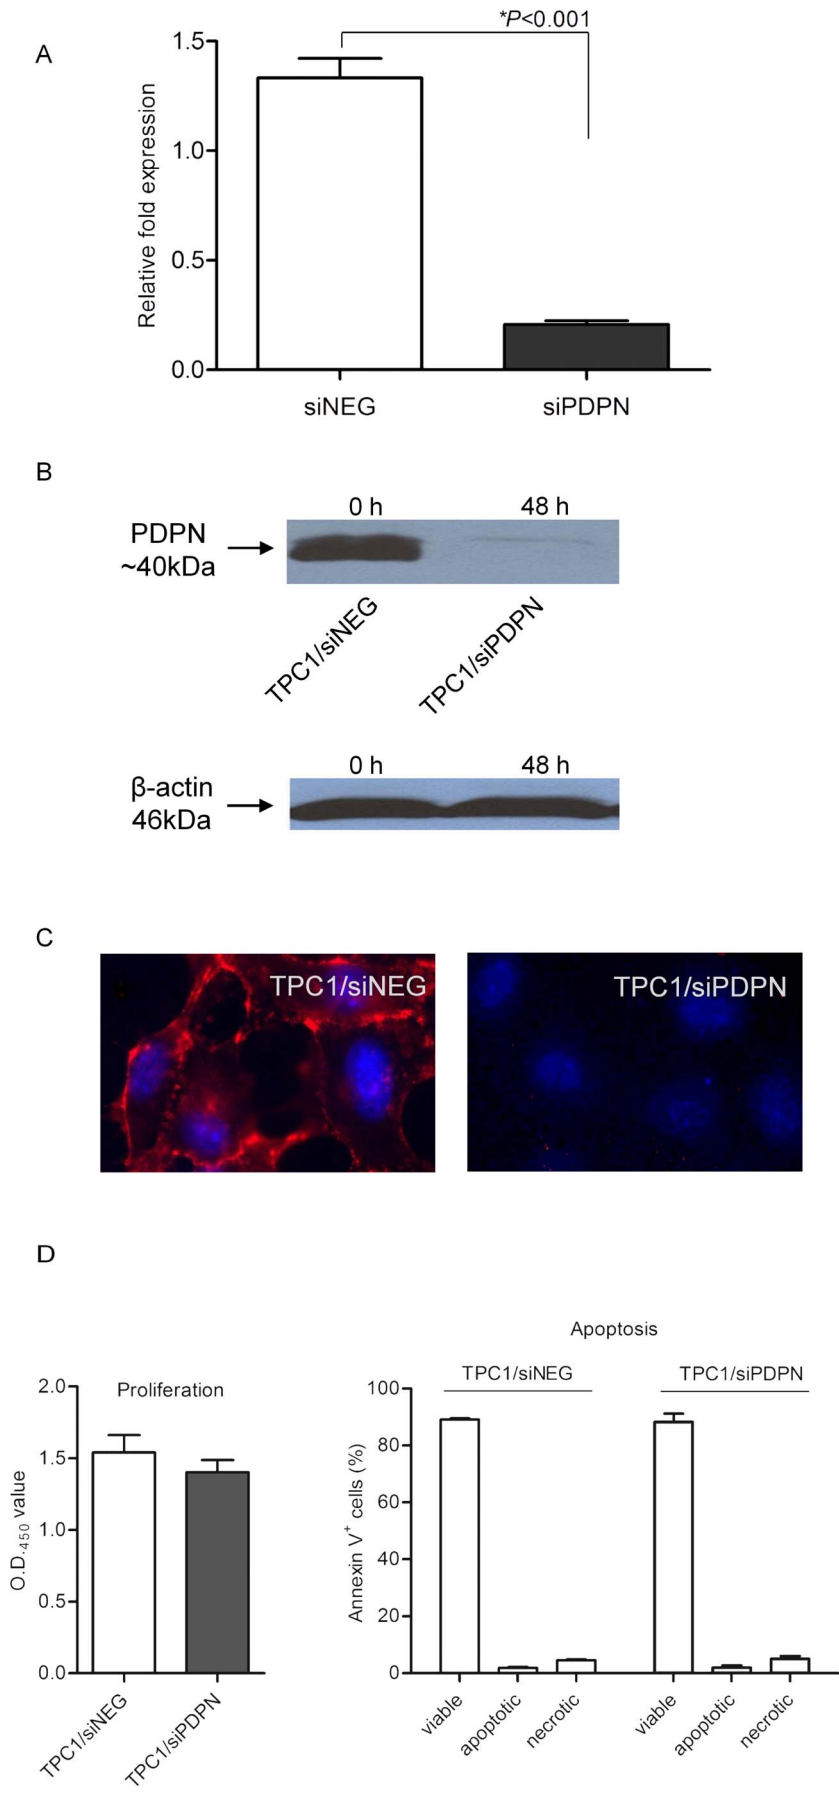 A
*P<0.001
Relative fold expression
1.5
1.0
0.5
0.0
siNEG
siPDPN
B
0 h
48 h
PDPN
~40kDa
TPC1/siNEG
TPC1/siPDPN
0 h
48 h
β-actin
46kDa
C
TPC1/siNEG
TPC1/siPDPN
D
Proliferation
O.D.450 value
2.0
1.5
1.0
0.5
0.0
TPC1/siNEG
TPC1/siPDPN
Apoptosis
TPC1/siNEG
TPC1/siPDPN
Annexin V+ cells (%)
100
80
60
40
20
0
viable
apoptotic
necrotic
viable
apoptotic
necrotic